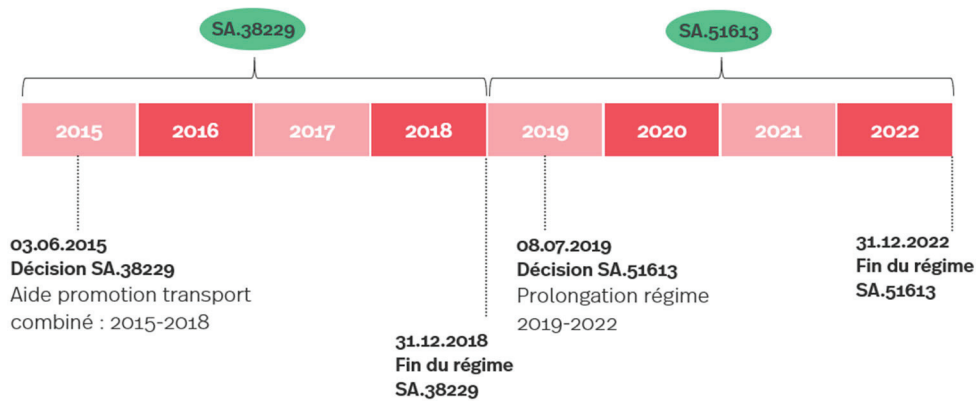 SA.38229
SA.51613
2015
2016
2017
2018
2019
2020
2021
2022
03.06.2015
Décision SA.38229
Aide promotion transport
combiné : 2015-2018
31.12.2018
Fin du régime
SA.38229
08.07.2019
Décision SA.51613
Prolongation régime
2019-2022
31.12.2022
Fin du régime
SA.51613